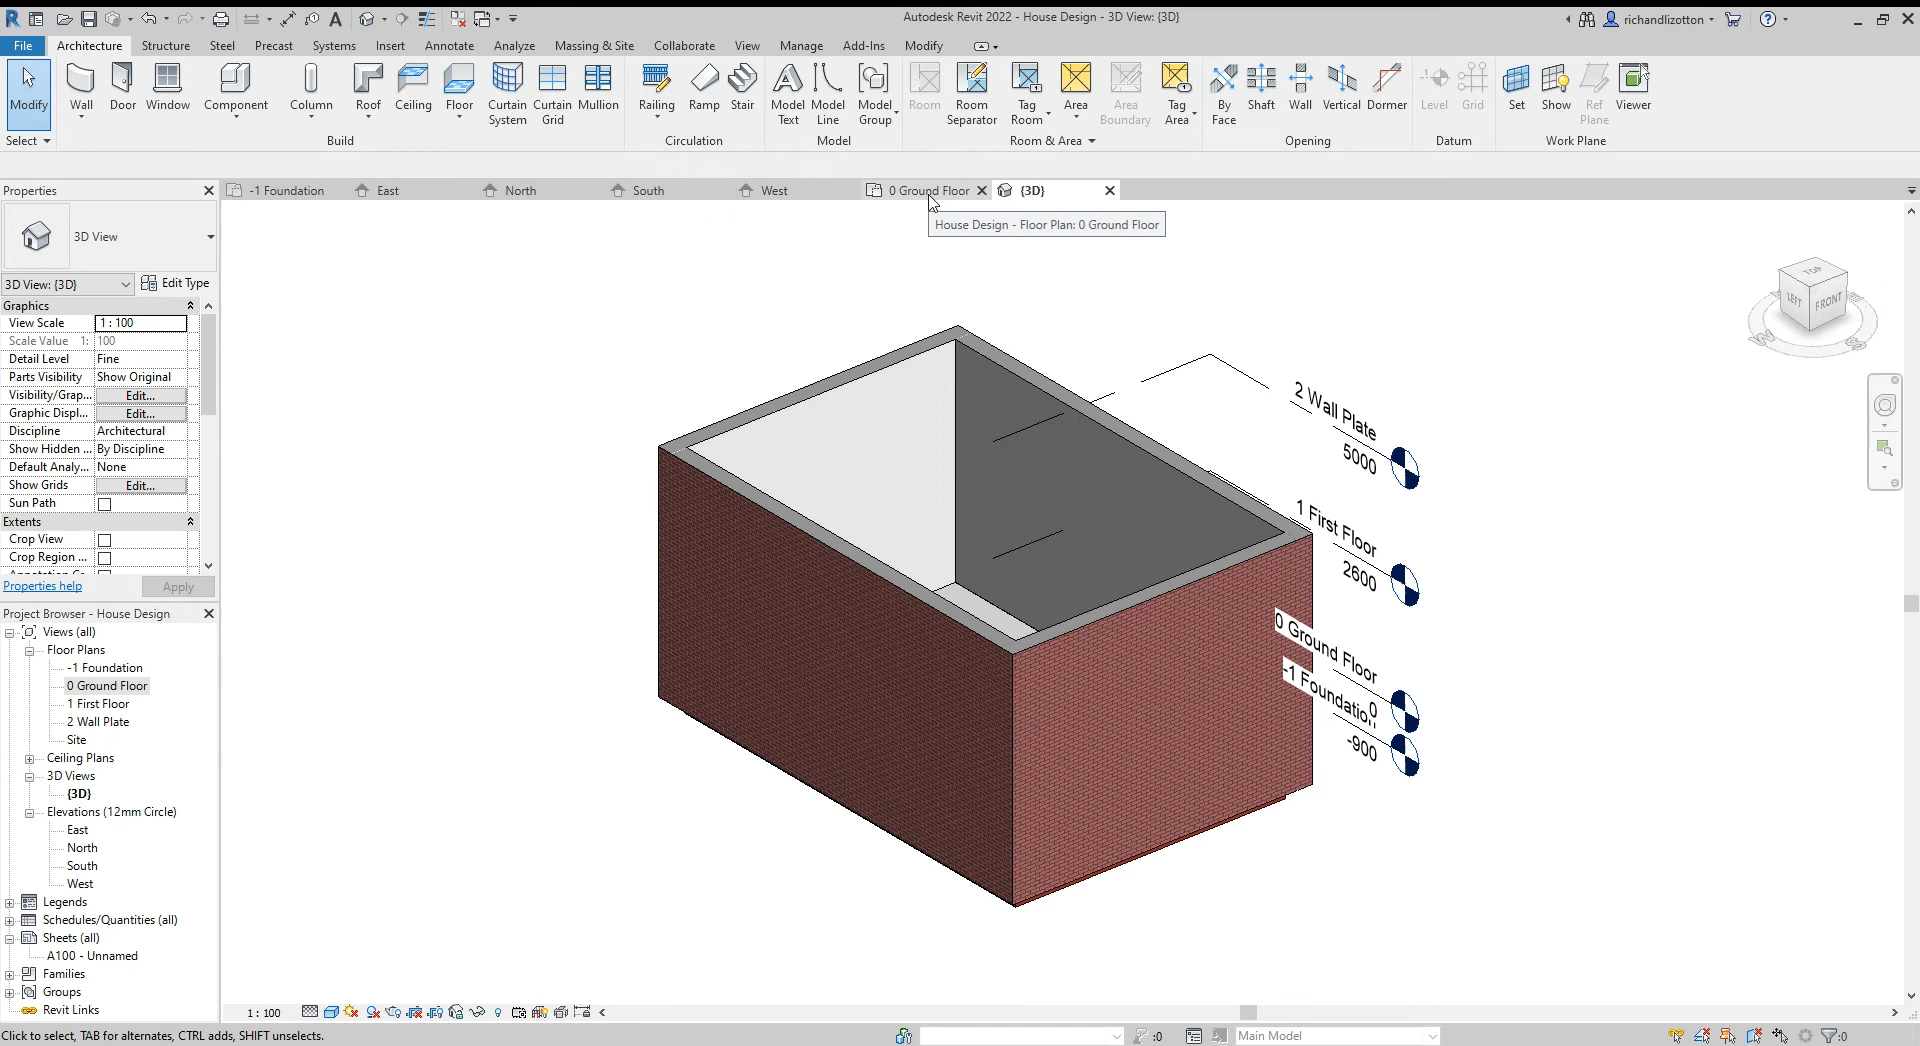 Autodesk Revit 2022 - House Design - 3D View: {3D}
richandlizotton
File Architecture Structure Steel Precast Systems Insert Annotate Analyze Massing & Site Collaborate View Manage Add-Ins Modify
Modify
Wall Door Window Component Column Roof Ceiling Floor Curtain System Curtain Grid Mullion
Railing Ramp Stair
Model Text Model Line Model Group
Room Room Separator Tag Room Area Area Boundary Tag Area
By Face Shaft Wall Vertical Dormer
Level Grid
Set Show Ref Plane Viewer
Select Build Circulation Model Room & Area Opening Datum Work Plane
Properties
-1 Foundation East North South West 0 Ground Floor {3D}
House Design - Floor Plan: 0 Ground Floor
3D View
3D View: {3D} Edit Type
Graphics
View Scale 1 : 100
Scale Value 1: 100
Detail Level Fine
Parts Visibility Show Original
Visibility/Grap... Edit...
Graphic Displ... Edit...
Discipline Architectural
Show Hidden ... By Discipline
Default Analy... None
Show Grids Edit...
Sun Path
Extents
Crop View
Crop Region ...
Properties help Apply
Project Browser - House Design
Views (all)
Floor Plans
-1 Foundation
0 Ground Floor
1 First Floor
2 Wall Plate
Site
Ceiling Plans
3D Views
{3D}
Elevations (12mm Circle)
East
North
South
West
Legends
Schedules/Quantities (all)
Sheets (all)
A100 - Unnamed
Families
Groups
Revit Links
TOP
LEFT FRONT
W S
2 Wall Plate
5000
1 First Floor
2600
0 Ground Floor
0
-1 Foundation
-900
1 : 100
Click to select, TAB for alternates, CTRL adds, SHIFT unselects.
:0
Main Model
:0